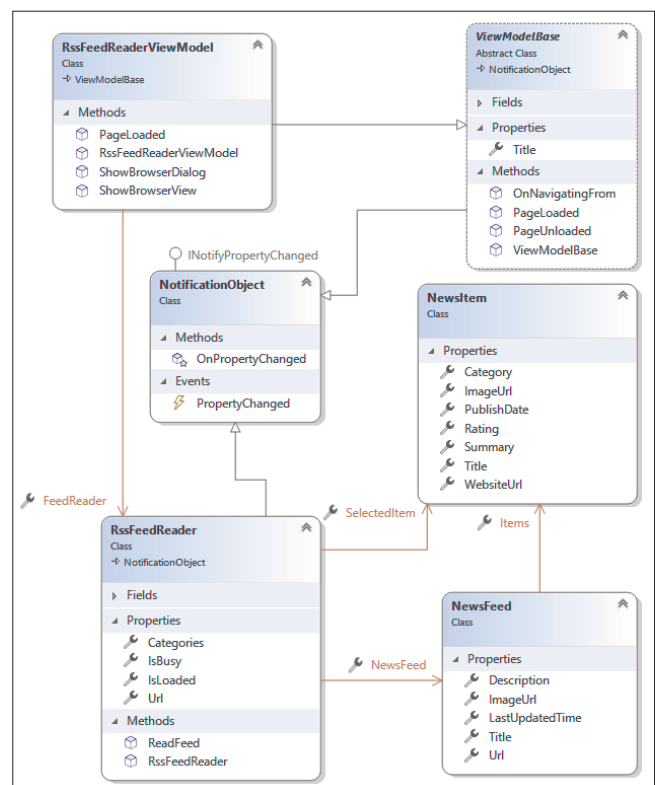 RssFeedReaderViewModel
Class
ViewModelBase
Methods
PageLoaded
RssFeedReaderViewModel
ShowBrowserDialog
ShowBrowserView
ViewModelBase
Abstract Class
NotificationObject
Fields
Properties
Title
Methods
OnNavigatingFrom
PageLoaded
PageUnloaded
ViewModelBase
INotifyPropertyChanged
NotificationObject
Class
Methods
OnPropertyChanged
Events
PropertyChanged
NewsItem
Class
Properties
Category
ImageUrl
PublishDate
Rating
Summary
Title
WebsiteUrl
FeedReader
SelectedItem
Items
RssFeedReader
Class
NotificationObject
Fields
Properties
Categories
IsBusy
IsLoaded
Url
Methods
ReadFeed
RssFeedReader
NewsFeed
NewsFeed
Class
Properties
Description
ImageUrl
LastUpdatedTime
Title
Url